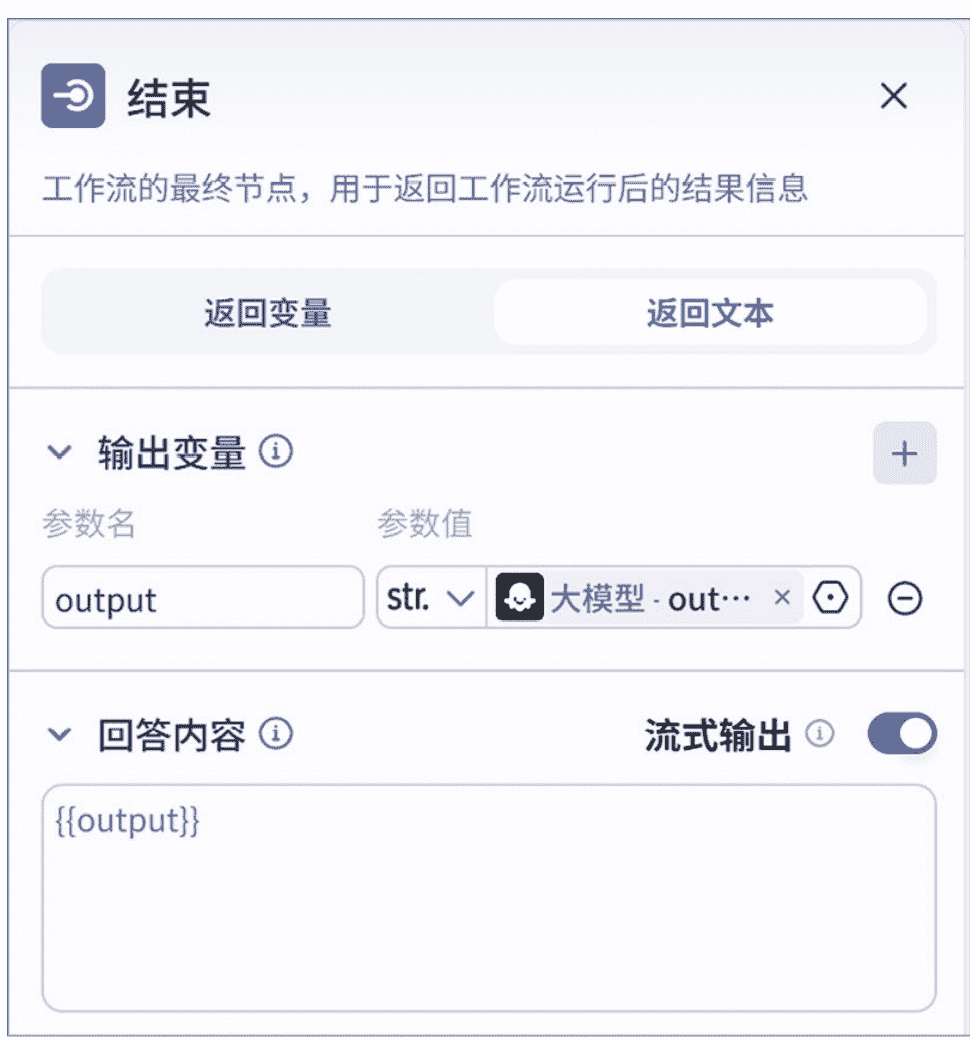 结束
工作流的最终节点，用于返回工作流运行后的结果信息
返回变量 返回文本
输出变量
参数名 参数值
output str. 大模型 - out···
回答内容 流式输出
{{output}}